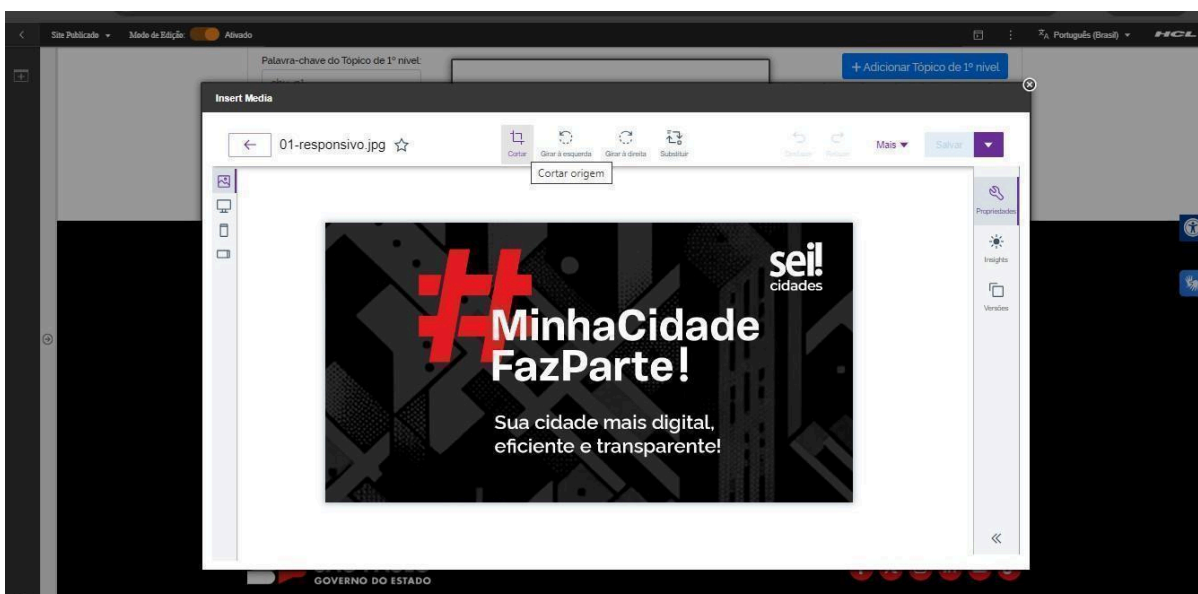 Site Publicado
Modo de Edição:
Ativado
Português (Brasil)
HCL
Palavra-chave do Tópico de 1º nível:
+ Adicionar Tópico de 1º nível
Insert Media
01-responsivo.jpg
Cortar
Girar à esquerda
Girar à direita
Substituir
Mais
Salvar
Cortar origem
Propriedades
Insights
Versões
sei!
cidades
#MinhaCidade
FazParte!
Sua cidade mais digital,
eficiente e transparente!
GOVERNO DO ESTADO